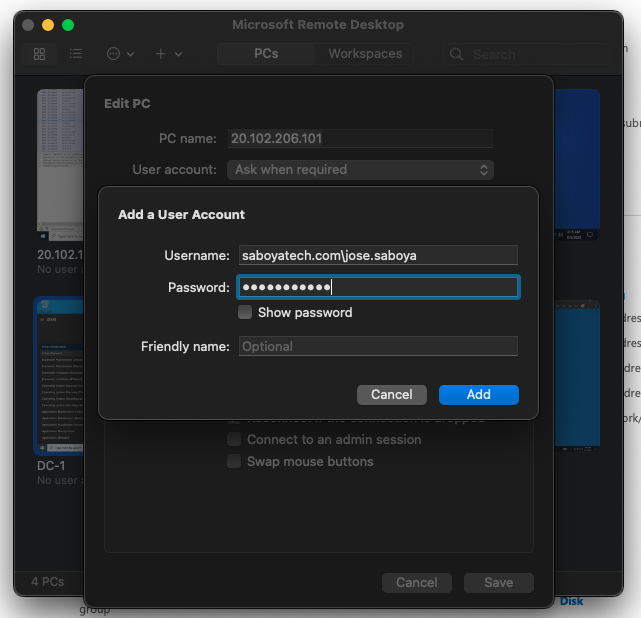 Microsoft Remote Desktop
PCs
Workspaces
Search
Edit PC
PC name:
20.102.206.101
User account:
Ask when required
Add a User Account
Username:
saboyatech.com\jose.saboya
Password:
●●●●●●●●●●●
Show password
Friendly name:
Optional
Cancel
Add
20.102.1
No user a
Connect to an admin session
Swap mouse buttons
DC-1
No user a
4 PCs
Cancel
Save
group
Disk